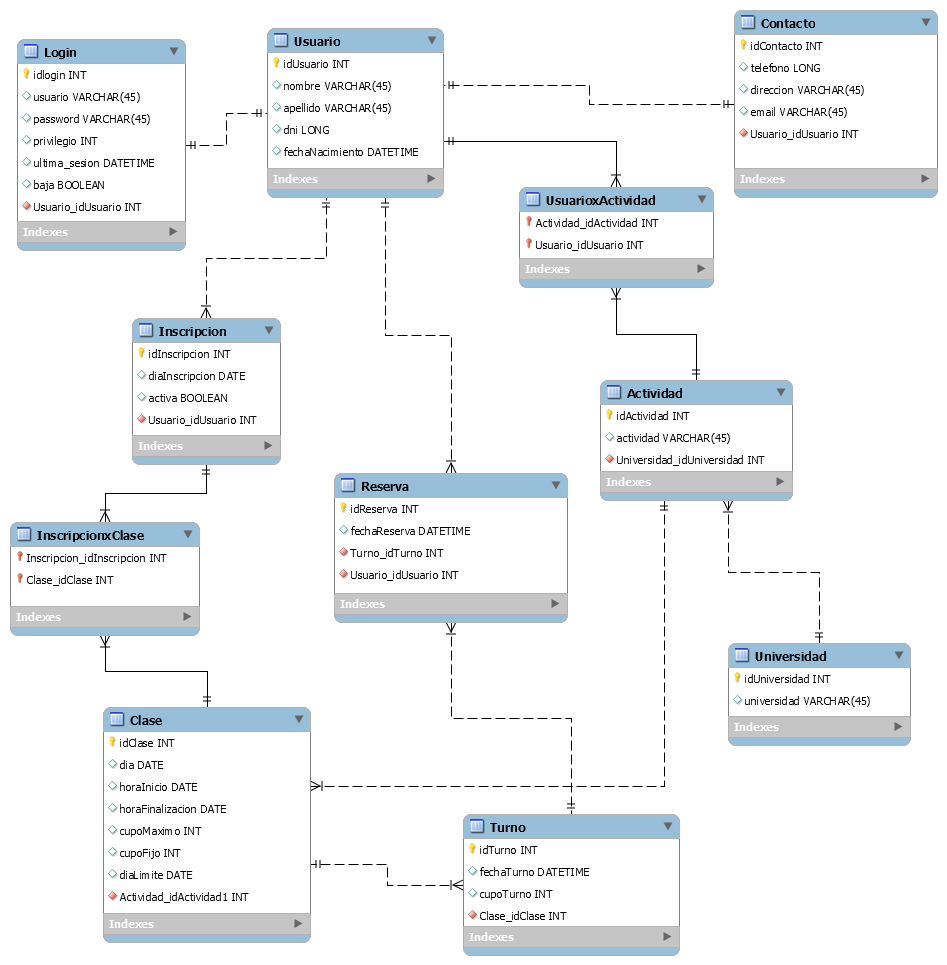 Login
idlogin INT
usuario VARCHAR(45)
password VARCHAR(45)
privilegio INT
ultima_sesion DATETIME
baja BOOLEAN
Usuario_idUsuario INT
Indexes
Usuario
idUsuario INT
nombre VARCHAR(45)
apellido VARCHAR(45)
dni LONG
fechaNacimiento DATETIME
Indexes
Contacto
idContacto INT
telefono LONG
direccion VARCHAR(45)
email VARCHAR(45)
Usuario_idUsuario INT
Indexes
UsuarioxActividad
Actividad_idActividad INT
Usuario_idUsuario INT
Indexes
Inscripcion
idInscripcion INT
diaInscripcion DATE
activa BOOLEAN
Usuario_idUsuario INT
Indexes
Actividad
idActividad INT
actividad VARCHAR(45)
Universidad_idUniversidad INT
Indexes
Reserva
idReserva INT
fechaReserva DATETIME
Turno_idTurno INT
Usuario_idUsuario INT
Indexes
InscripcionxClase
Inscripcion_idInscripcion INT
Clase_idClase INT
Indexes
Universidad
idUniversidad INT
universidad VARCHAR(45)
Indexes
Clase
idClase INT
dia DATE
horaInicio DATE
horaFinalizacion DATE
cupoMaximo INT
cupoFijo INT
diaLimite DATE
Actividad_idActividad1 INT
Indexes
Turno
idTurno INT
fechaTurno DATETIME
cupoTurno INT
Clase_idClase INT
Indexes